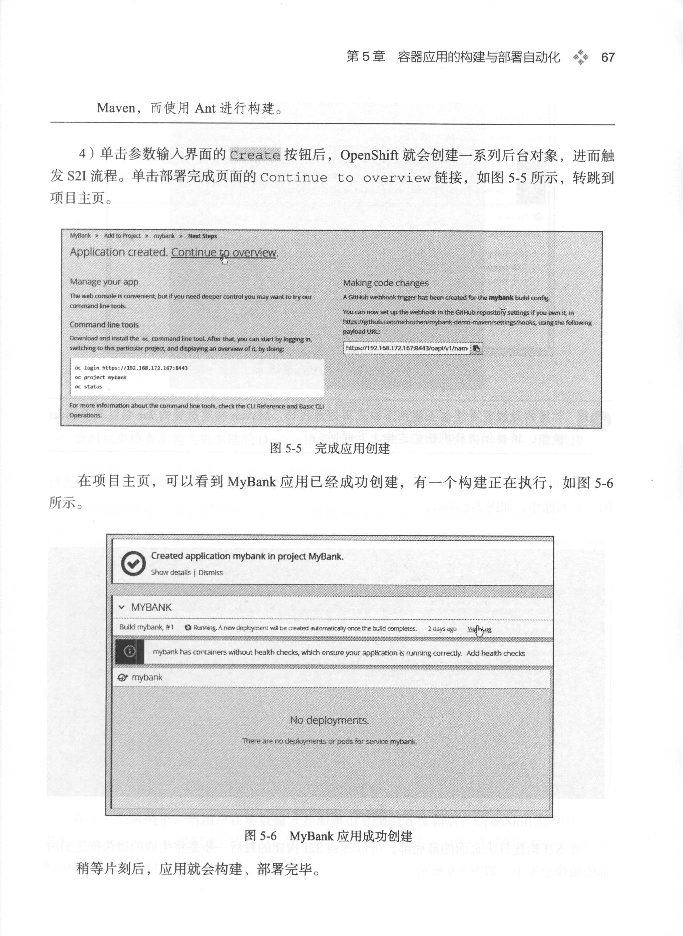 第5章 容器应用的构建与部署自动化 67
Maven，而使用 Ant 进行构建。
4）单击参数输入界面的 Create 按钮后，OpenShift 就会创建一系列后台对象，进而触
发 S2I 流程。单击部署完成页面的 Continue to overview 链接，如图 5-5 所示，转跳到
项目主页。
MyBank » Add to Project » mybank » Next Steps
Application created. Continue to overview.
Manage your app
The web console is convenient, but if you need deeper control you may want to try our
command line tools.
Command line tools
Download and install the oc command line tool. After that, you can start by logging in,
switching to this particular project, and displaying an overview of it, by doing:
oc login https://192.168.172.167:8443
oc project mybank
oc status
For more information about the command line tools, check the CLI Reference and Basic CLI
Operations.
Making code changes
A GitHub webhook trigger has been created for the mybank build config.
You can now set up the webhook in the GitHub repository settings if you own it, in
https://github.com/nichochen/mybank-demo-maven/settings/hooks, using the following
payload URL:
https://192.168.172.167:8443/oapi/v1/nam
图 5-5 完成应用创建
在项目主页，可以看到 MyBank 应用已经成功创建，有一个构建正在执行，如图 5-6
所示。
Created application mybank in project MyBank.
Show details | Dismiss
MYBANK
Build mybank, #1 Running. A new deployment will be created automatically once the build completes. 2 days ago
mybank has containers without health checks, which ensure your application is running correctly. Add health checks
mybank
No deployments.
There are no deployments or pods for service mybank.
图 5-6 MyBank 应用成功创建
稍等片刻后，应用就会构建、部署完毕。